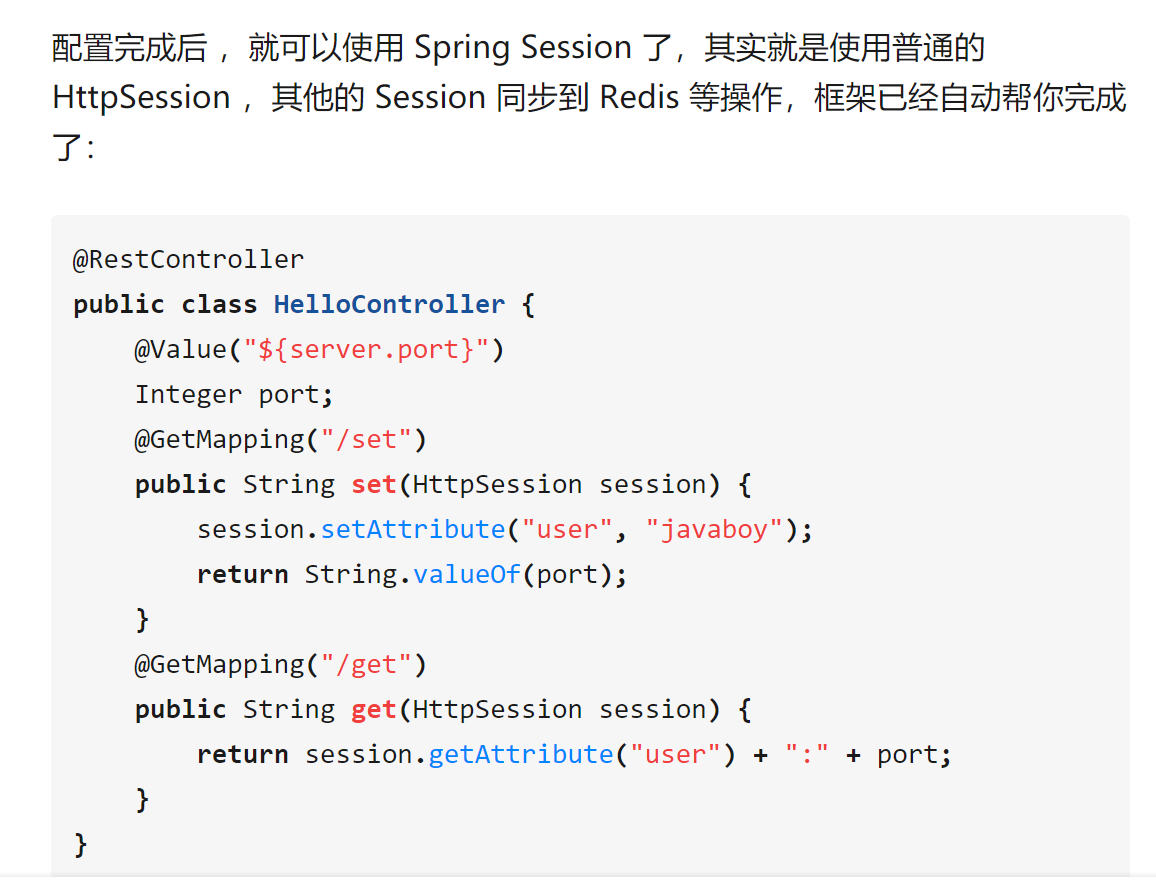 配置完成后 ，就可以使用 Spring Session 了，其实就是使用普通的
HttpSession ，其他的 Session 同步到 Redis 等操作，框架已经自动帮你完成
了：
@RestController
public class HelloController {
    @Value("${server.port}")
    Integer port;
    @GetMapping("/set")
    public String set(HttpSession session) {
        session.setAttribute("user", "javaboy");
        return String.valueOf(port);
    }
    @GetMapping("/get")
    public String get(HttpSession session) {
        return session.getAttribute("user") + ":" + port;
    }
}